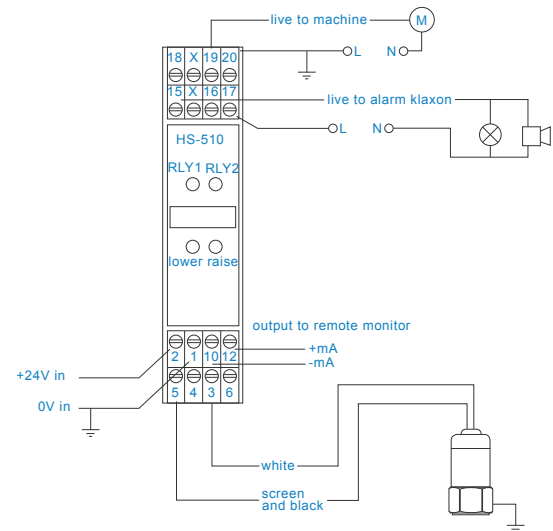 live to machine
M
L N
18 X 19 20
15 X 16 17
live to alarm klaxon
L N
HS-510
RLY1 RLY2
lower raise
output to remote monitor
+mA
-mA
2 1 10 12
+24V in
5 4 3 6
0V in
white
screen
and black